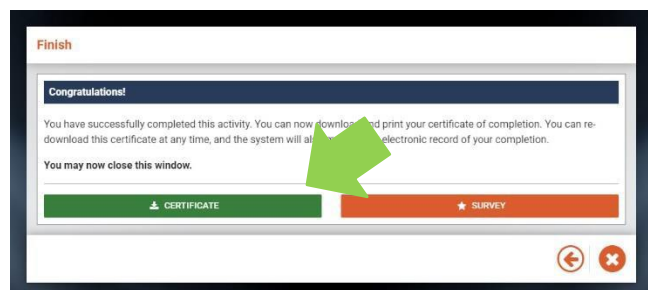 Finish
Congratulations!
You have successfully completed this activity. You can now download and print your certificate of completion. You can re-
download this certificate at any time, and the system will electronic record of your completion.
You may now close this window.
CERTIFICATE
SURVEY